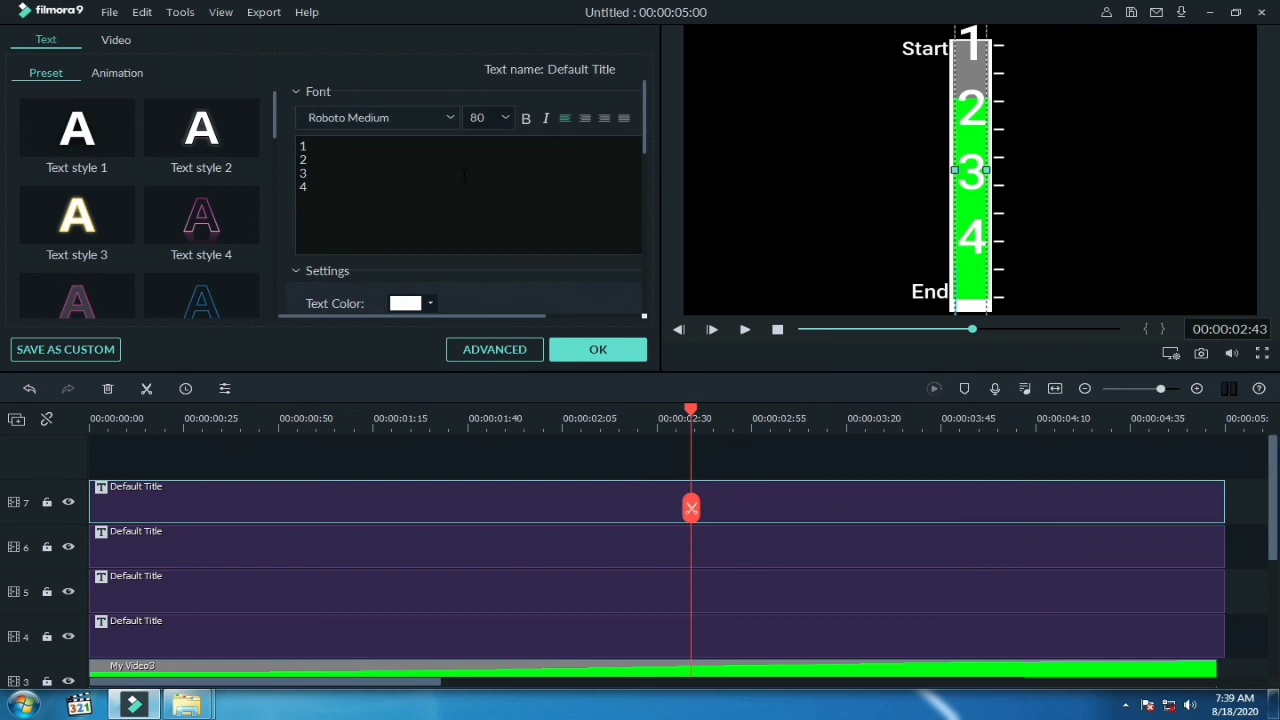 filmora 9
File
Edit
Tools
View
Export
Help
Untitled : 00:00:05:00
Text
Video
Preset
Animation
Text name: Default Title
Font
Roboto Medium
80
B
I
1
2
3
4
A
Text style 1
A
Text style 2
A
Text style 3
A
Text style 4
A
A
Settings
Text Color:
SAVE AS CUSTOM
ADVANCED
OK
Start
1
2
3
4
End
00:00:02:43
00:00:00:00
00:00:00:25
00:00:00:50
00:00:01:15
00:00:01:40
00:00:02:05
00:00:02:30
00:00:02:55
00:00:03:20
00:00:03:45
00:00:04:10
00:00:04:35
00:00:05:
7
T Default Title
6
T Default Title
5
T Default Title
4
T Default Title
My Video3
3
321
7:39 AM
8/18/2020